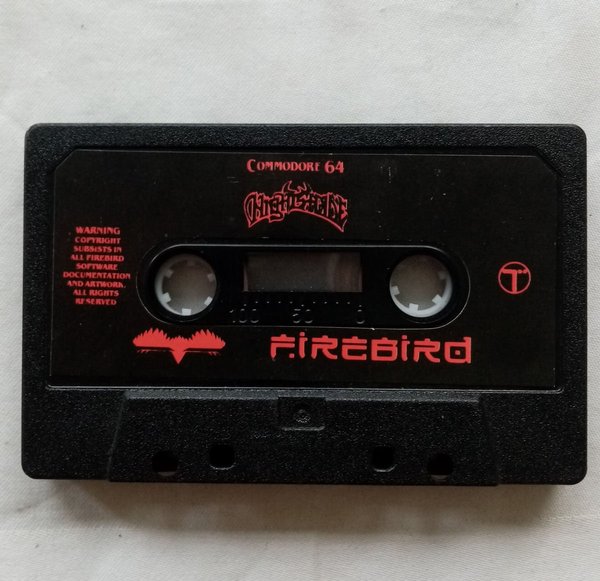 COMMODORE 64
NIGHTSHADE
WARNING
COPYRIGHT
SUBSISTS IN
ALL FIREBIRD
SOFTWARE
DOCUMENTATION
AND ARTWORK.
ALL RIGHTS
RESERVED
100 50 0
T
FIREBIRD